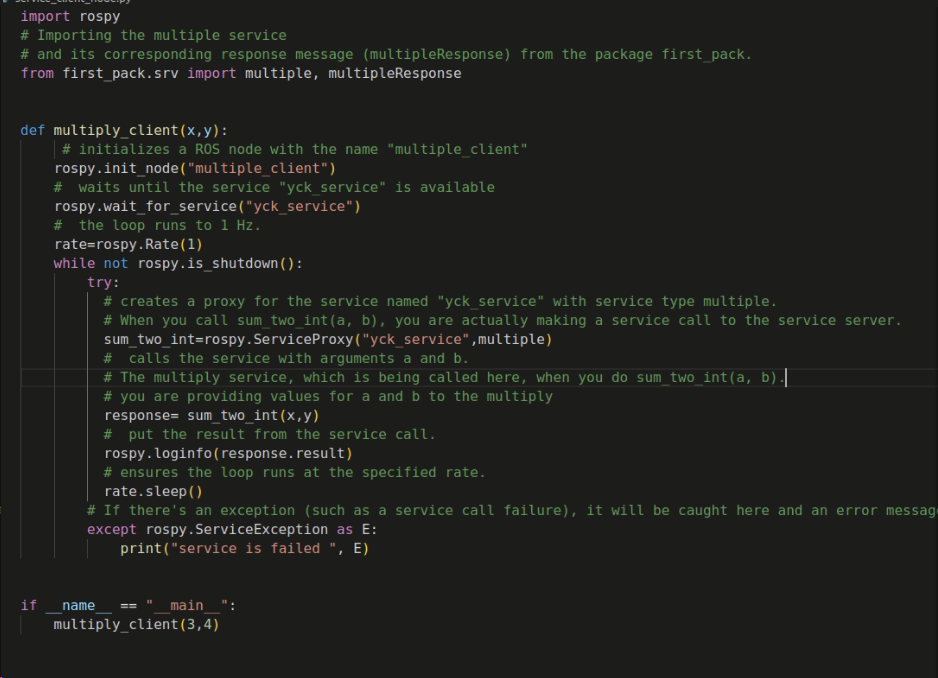 service_client_node.py
import rospy
# Importing the multiple service
# and its corresponding response message (multipleResponse) from the package first_pack.
from first_pack.srv import multiple, multipleResponse
def multiply_client(x,y):
# initializes a ROS node with the name "multiple_client"
rospy.init_node("multiple_client")
#  waits until the service "yck_service" is available
rospy.wait_for_service("yck_service")
#  the loop runs to 1 Hz.
rate=rospy.Rate(1)
while not rospy.is_shutdown():
try:
# creates a proxy for the service named "yck_service" with service type multiple.
# When you call sum_two_int(a, b), you are actually making a service call to the service server.
sum_two_int=rospy.ServiceProxy("yck_service",multiple)
#  calls the service with arguments a and b.
# The multiply service, which is being called here, when you do sum_two_int(a, b).
# you are providing values for a and b to the multiply
response= sum_two_int(x,y)
#  put the result from the service call.
rospy.loginfo(response.result)
# ensures the loop runs at the specified rate.
rate.sleep()
# If there's an exception (such as a service call failure), it will be caught here and an error messag
except rospy.ServiceException as E:
print("service is failed ", E)
if __name__ == "__main__":
multiply_client(3,4)